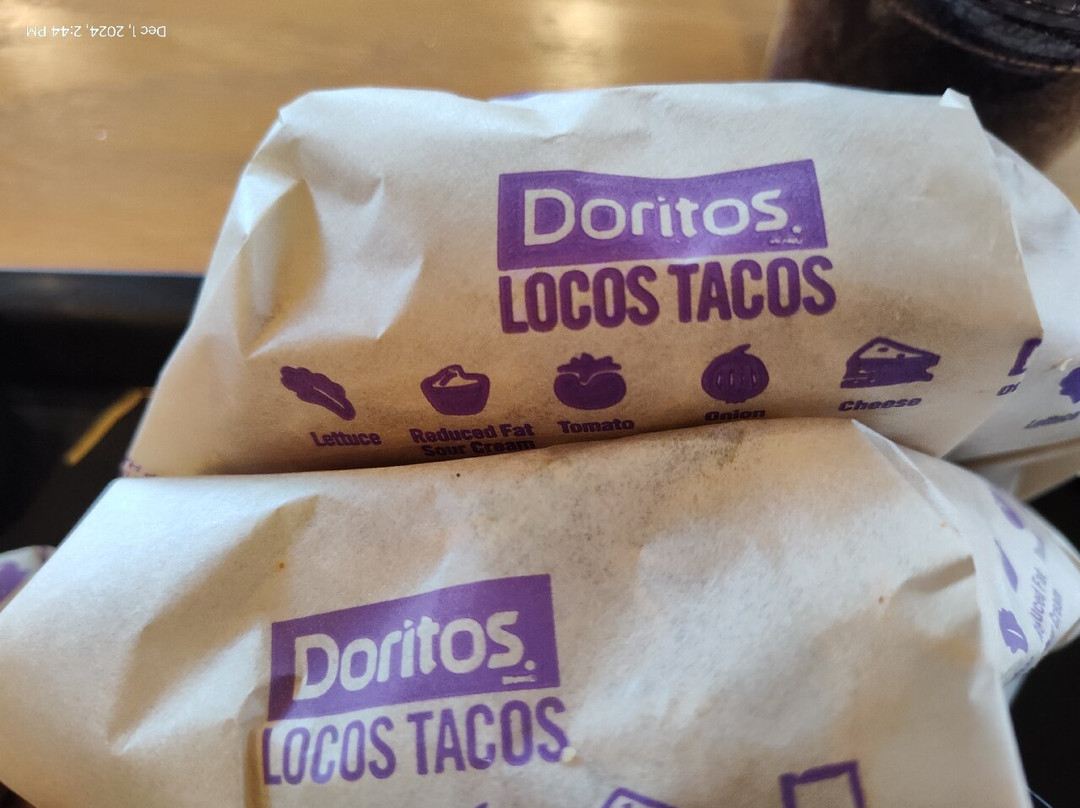 Dec 1, 2024, 2:44 PM
Doritos.
LOCOS TACOS
Lettuce
Reduced Fat
Sour Cream
Tomato
Onion
Cheese
Doritos.
LOCOS TACOS